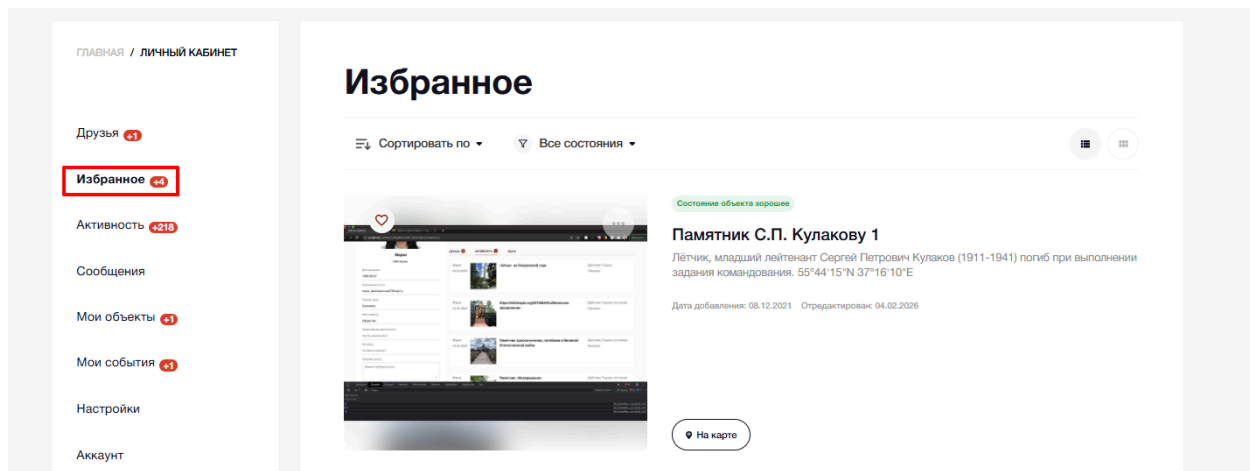 ГЛАВНАЯ / ЛИЧНЫЙ КАБИНЕТ
Друзья +1
Избранное +4
Активность +218
Сообщения
Мои объекты +1
Мои события +1
Настройки
Аккаунт
Избранное
Сортировать по
Все состояния
Состояние объекта хорошее
Памятник С.П. Кулакову 1
Лётчик, младший лейтенант Сергей Петрович Кулаков (1911-1941) погиб при выполнении
задания командования. 55°44'15"N 37°16'10"E
Дата добавления: 08.12.2021 Отредактирован: 04.02.2026
На карте